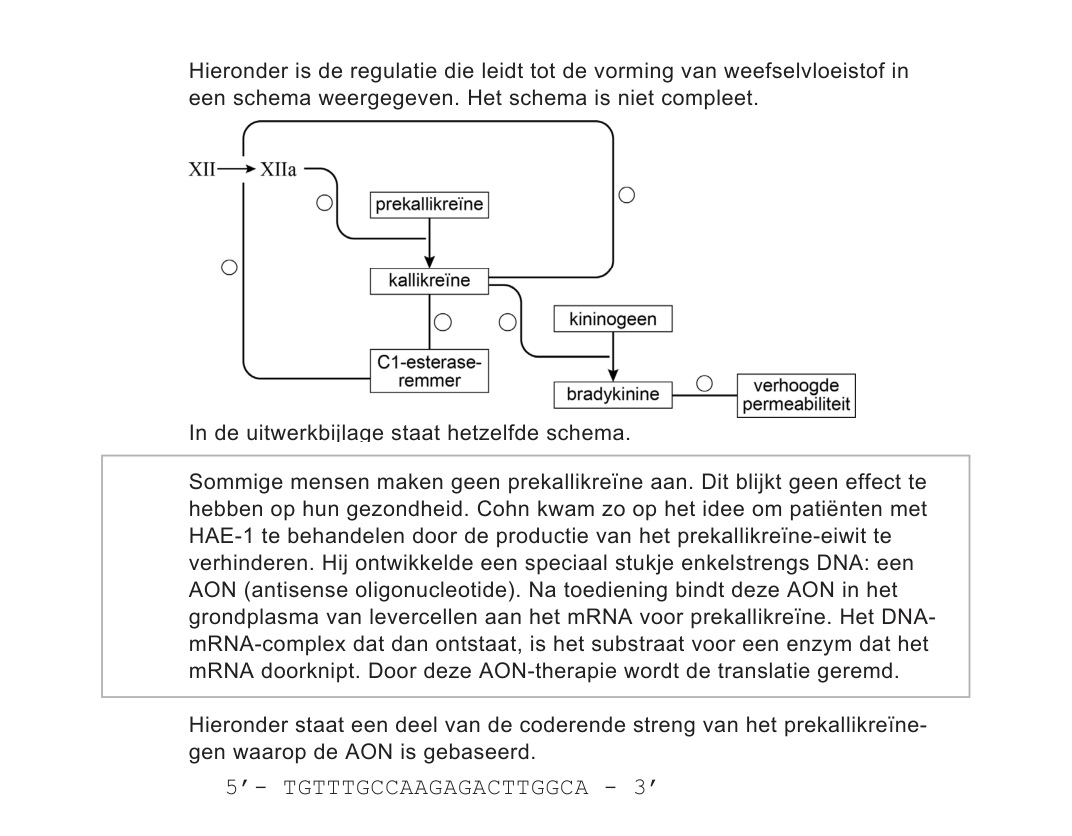 Hieronder is de regulatie die leidt tot de vorming van weefselvloeistof in
een schema weergegeven. Het schema is niet compleet.
XII
XIIa
prekallikreïne
kallikreïne
kininogeen
C1-esterase-
remmer
bradykinine
verhoogde
permeabiliteit
In de uitwerkbijlage staat hetzelfde schema.
Sommige mensen maken geen prekallikreïne aan. Dit blijkt geen effect te
hebben op hun gezondheid. Cohn kwam zo op het idee om patiënten met
HAE-1 te behandelen door de productie van het prekallikreïne-eiwit te
verhinderen. Hij ontwikkelde een speciaal stukje enkelstrengs DNA: een
AON (antisense oligonucleotide). Na toediening bindt deze AON in het
grondplasma van levercellen aan het mRNA voor prekallikreïne. Het DNA-
mRNA-complex dat dan ontstaat, is het substraat voor een enzym dat het
mRNA doorknipt. Door deze AON-therapie wordt de translatie geremd.
Hieronder staat een deel van de coderende streng van het prekallikreïne-
gen waarop de AON is gebaseerd.
5’- TGTTTGCCAAGAGACTTGGCA - 3’